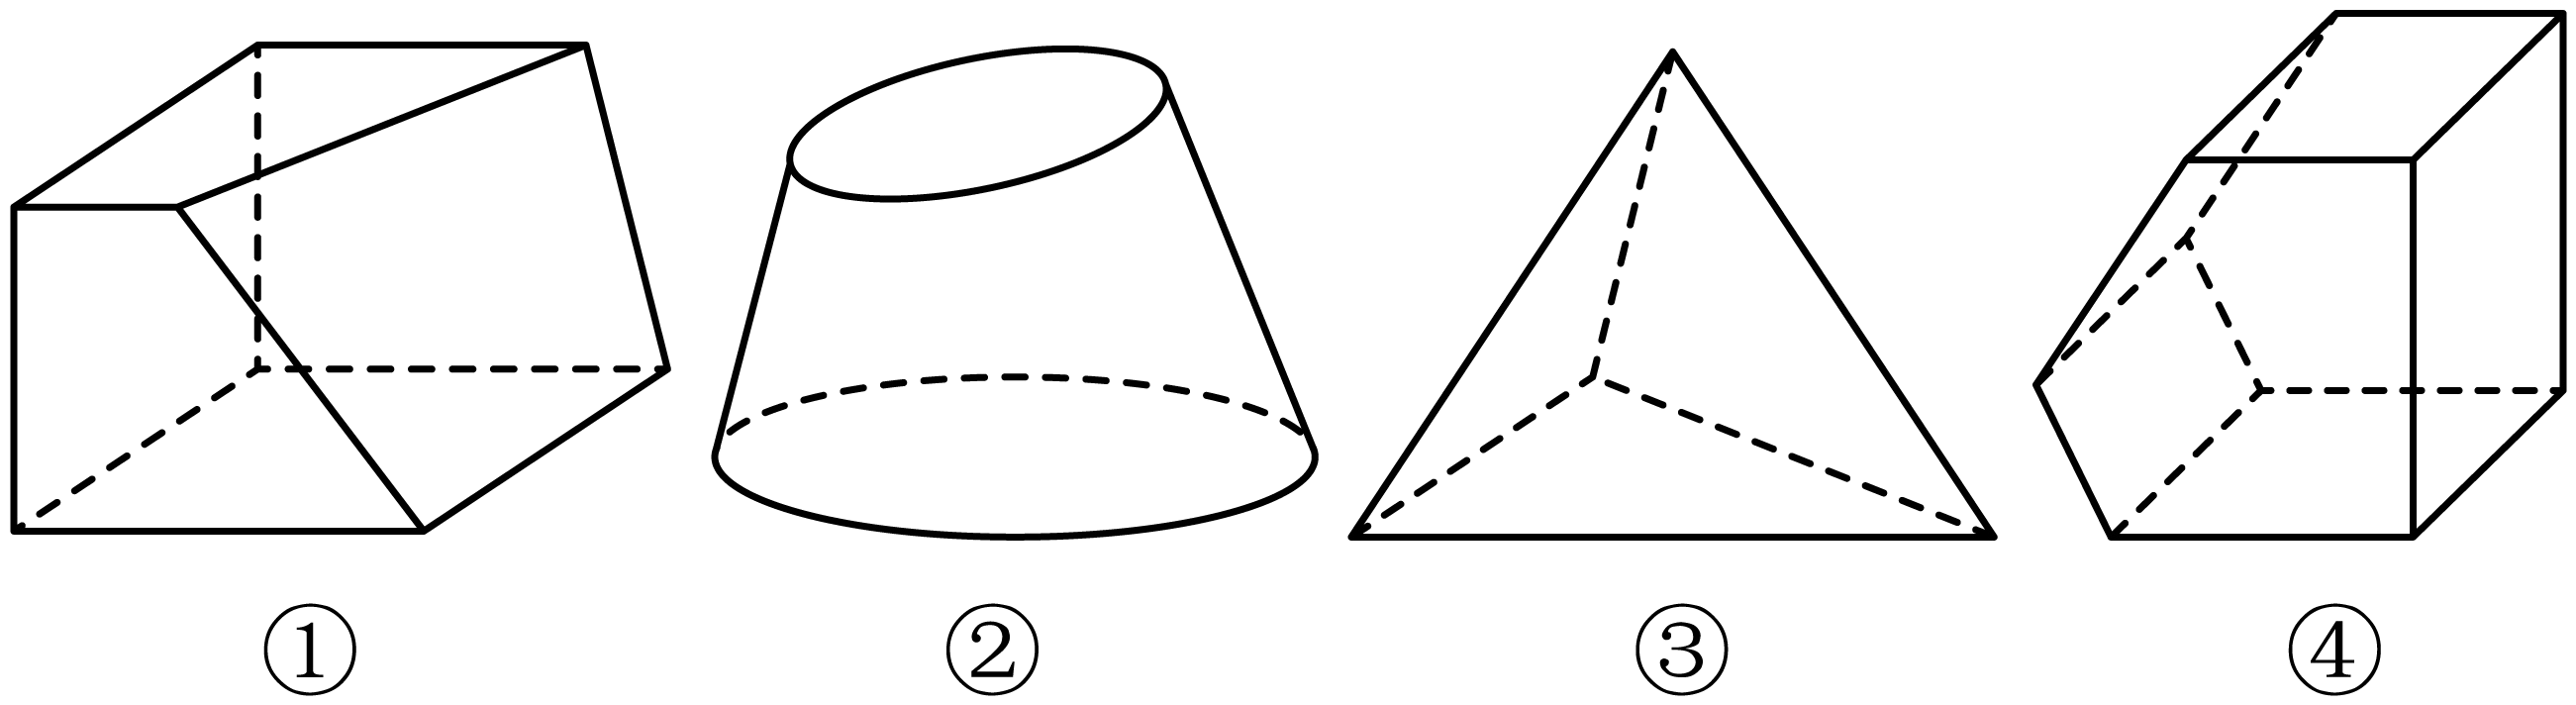 ① ② ③ ④